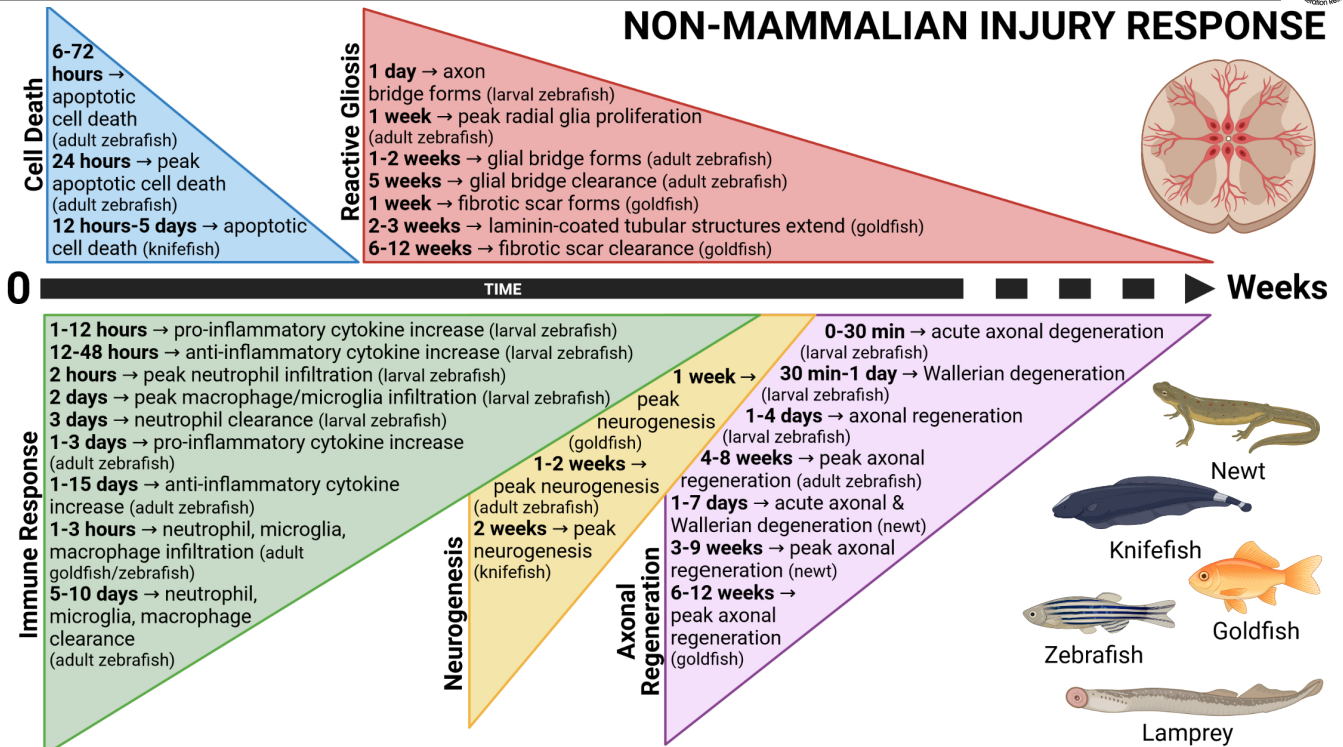 NON-MAMMALIAN INJURY RESPONSE
Cell Death
6-72
hours →
apoptotic
cell death
(adult zebrafish)
24 hours → peak
apoptotic cell death
(adult zebrafish)
12 hours-5 days → apoptotic
cell death (knifefish)
Reactive Gliosis
1 day → axon
bridge forms (larval zebrafish)
1 week → peak radial glia proliferation
(adult zebrafish)
1-2 weeks → glial bridge forms (adult zebrafish)
5 weeks → glial bridge clearance (adult zebrafish)
1 week → fibrotic scar forms (goldfish)
2-3 weeks → laminin-coated tubular structures extend (goldfish)
6-12 weeks → fibrotic scar clearance (goldfish)
0
TIME
Weeks
Immune Response
1-12 hours → pro-inflammatory cytokine increase (larval zebrafish)
12-48 hours → anti-inflammatory cytokine increase (larval zebrafish)
2 hours → peak neutrophil infiltration (larval zebrafish)
2 days → peak macrophage/microglia infiltration (larval zebrafish)
3 days → neutrophil clearance (larval zebrafish)
1-3 days → pro-inflammatory cytokine increase
(adult zebrafish)
1-15 days → anti-inflammatory cytokine
increase (adult zebrafish)
1-3 hours → neutrophil, microglia,
macrophage infiltration (adult
goldfish/zebrafish)
5-10 days → neutrophil,
microglia, macrophage
clearance
(adult zebrafish)
Neurogenesis
1 week →
peak
neurogenesis
(goldfish)
1-2 weeks →
peak neurogenesis
(adult zebrafish)
2 weeks → peak
neurogenesis
(knifefish)
Axonal
Regeneration
0-30 min → acute axonal degeneration
(larval zebrafish)
30 min-1 day → Wallerian degeneration
(larval zebrafish)
1-4 days → axonal regeneration
(larval zebrafish)
4-8 weeks → peak axonal
regeneration (adult zebrafish)
1-7 days → acute axonal &
Wallerian degeneration (newt)
3-9 weeks → peak axonal
regeneration (newt)
6-12 weeks →
peak axonal
regeneration
(goldfish)
Newt
Knifefish
Goldfish
Zebrafish
Lamprey